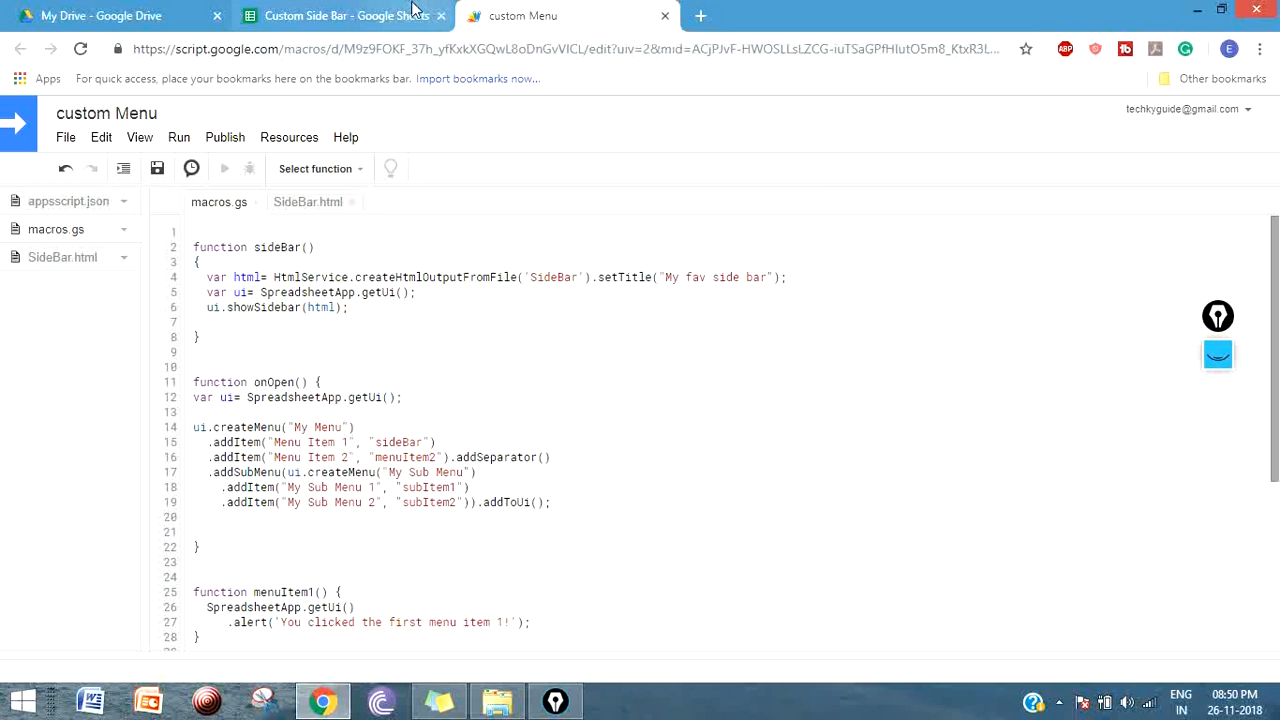 My Drive - Google Drive
Custom Side Bar - Google Sheets
custom Menu
https://script.google.com/macros/d/M9z9FOKF_37h_yfKxkXGQwL8oDnGvVICL/edit?uiv=2&mid=ACjPJvF-HWOSLLsLZCG-iuTSaGPfHlutO5m8_KtxR3L...
Apps
For quick access, place your bookmarks here on the bookmarks bar. Import bookmarks now...
Other bookmarks
custom Menu
techkyguide@gmail.com
File Edit View Run Publish Resources Help
Select function
appsscript.json
macros.gs
SideBar.html
macros.gs
SideBar.html
1
2 function sideBar()
3 {
4 var html= HtmlService.createHtmlOutputFromFile('SideBar').setTitle("My fav side bar");
5 var ui= SpreadsheetApp.getUi();
6 ui.showSidebar(html);
7
8 }
9
10
11 function onOpen() {
12 var ui= SpreadsheetApp.getUi();
13
14 ui.createMenu("My Menu")
15 .addItem("Menu Item 1", "sideBar")
16 .addItem("Menu Item 2", "menuItem2").addSeparator()
17 .addSubMenu(ui.createMenu("My Sub Menu")
18 .addItem("My Sub Menu 1", "subItem1")
19 .addItem("My Sub Menu 2", "subItem2")).addToUi();
20
21
22 }
23
24
25 function menuItem1() {
26 SpreadsheetApp.getUi()
27 .alert('You clicked the first menu item 1!');
28 }
ENG
IN
08:50 PM
26-11-2018